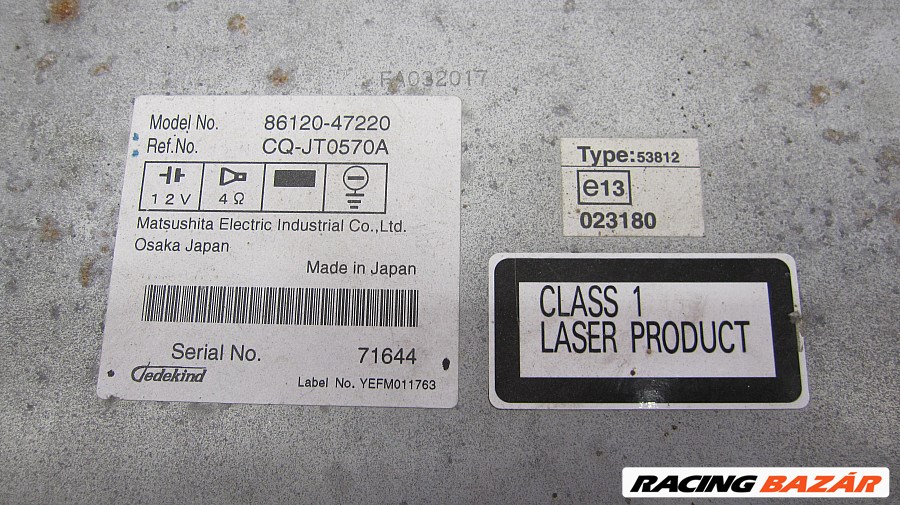 FA032017
Model No. 86120-47220
Ref.No. CQ-JT0570A
12V 4Ω
Matsushita Electric Industrial Co.,Ltd.
Osaka Japan
Made in Japan
Serial No. 71644
Dedekind
Label No. YEFM011763
Type:53812
e13
023180
CLASS 1
LASER PRODUCT
RACING BAZÁR